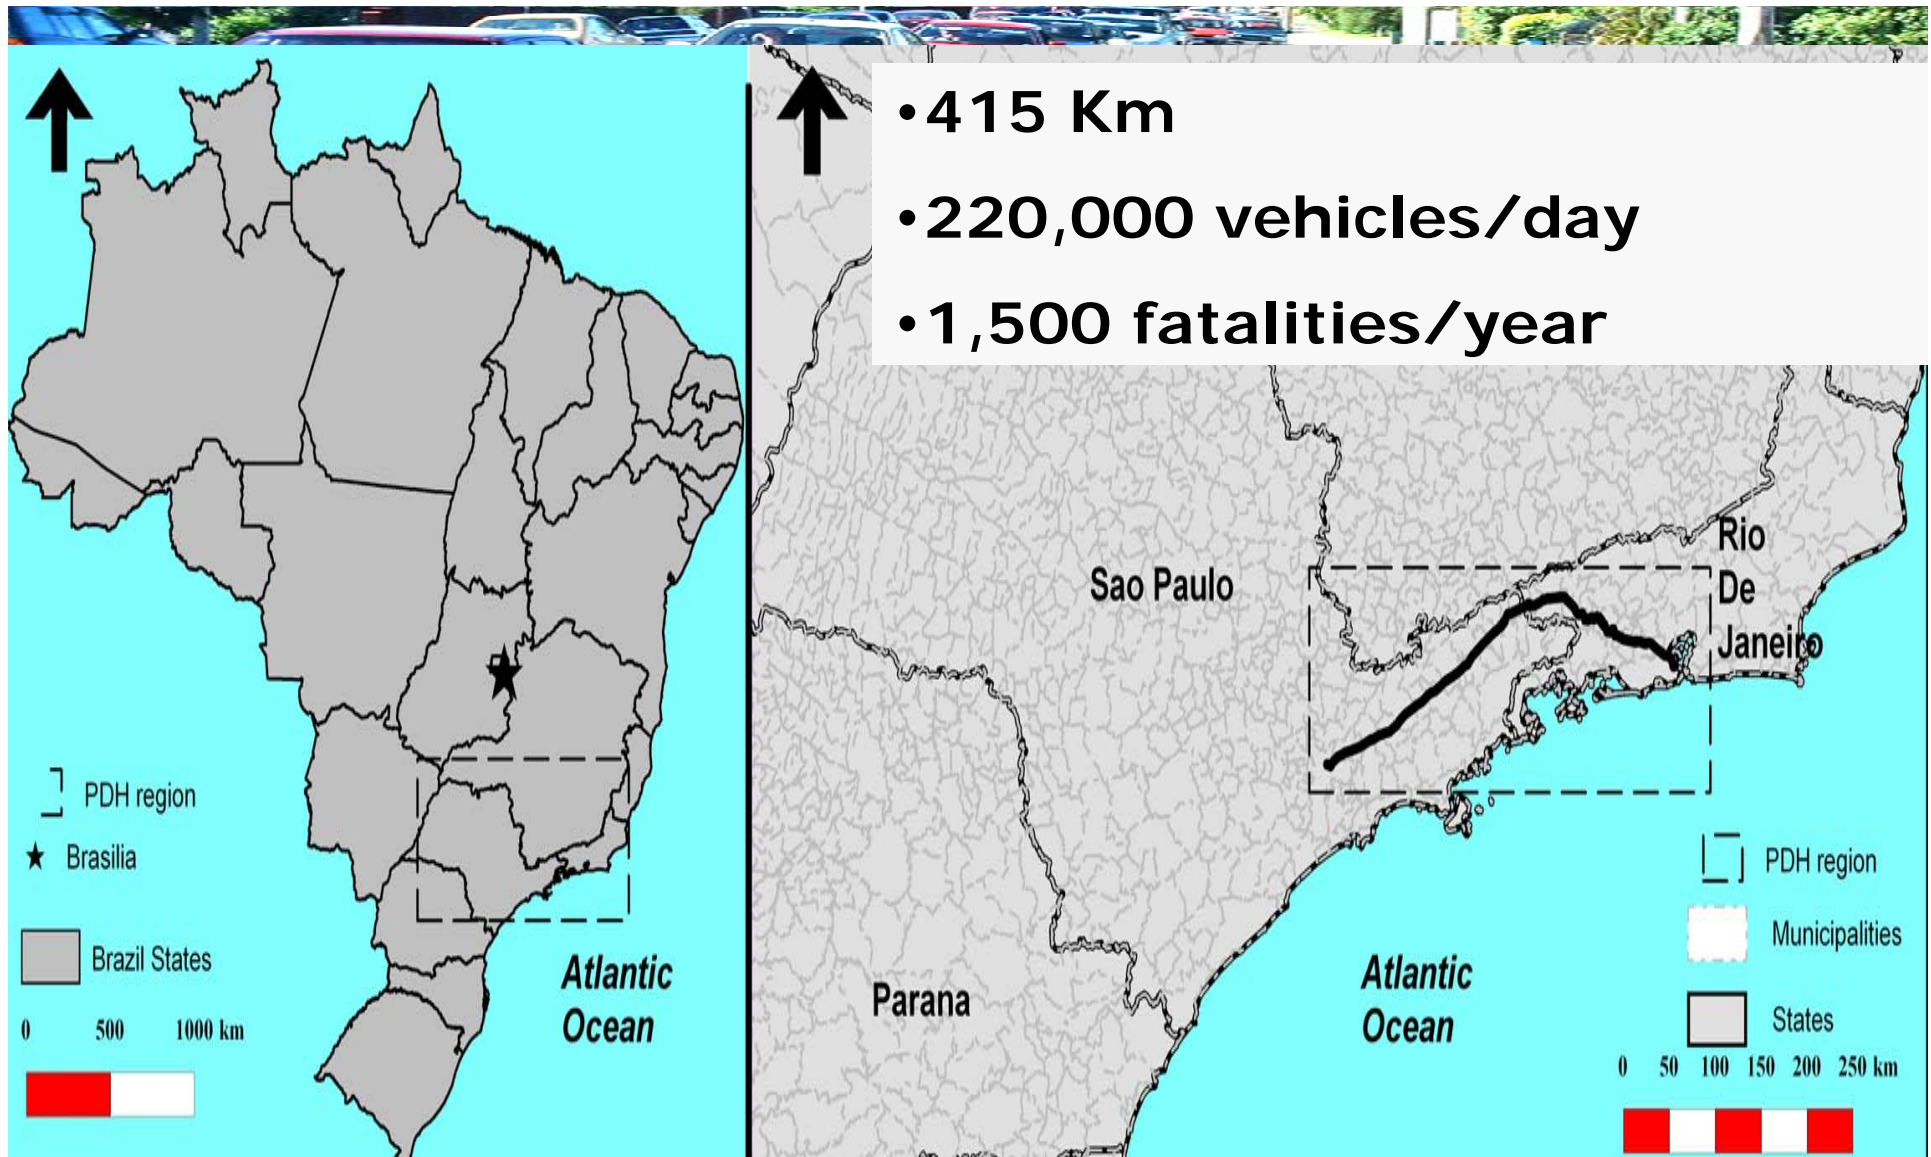 •415 Km
•220,000 vehicles/day
•1,500 fatalities/year
PDH region
Brasilia
Brazil States
0 500 1000 km
Atlantic
Ocean
Sao Paulo
Rio
De
Janeiro
Parana
Atlantic
Ocean
PDH region
Municipalities
States
0 50 100 150 200 250 km